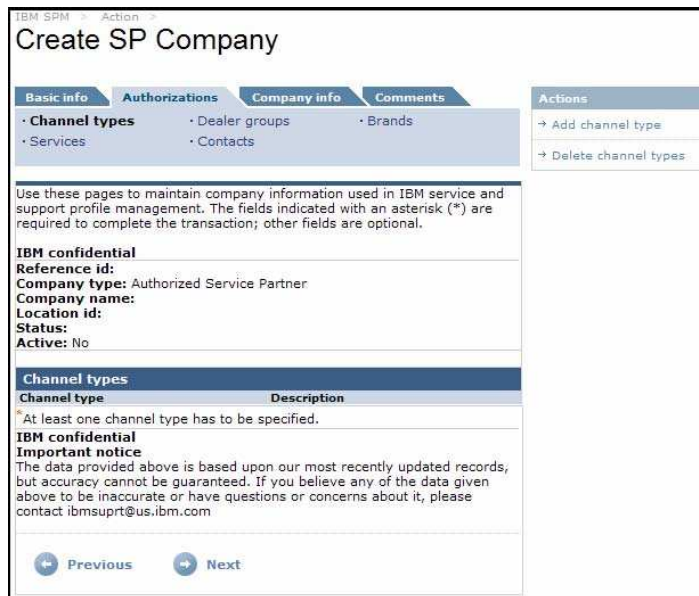 IBM SPM > Action >
Create SP Company
Basic info Authorizations Company info Comments
· Channel types · Dealer groups · Brands
· Services · Contacts
Actions
→ Add channel type
→ Delete channel types
Use these pages to maintain company information used in IBM service and
support profile management. The fields indicated with an asterisk (*) are
required to complete the transaction; other fields are optional.
IBM confidential
Reference id:
Company type: Authorized Service Partner
Company name:
Location id:
Status:
Active: No
Channel types
Channel type Description
*At least one channel type has to be specified.
IBM confidential
Important notice
The data provided above is based upon our most recently updated records,
but accuracy cannot be guaranteed. If you believe any of the data given
above to be inaccurate or have questions or concerns about it, please
contact ibmsuprt@us.ibm.com
Previous Next